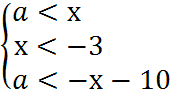 a < x
x < −3
a < −x − 10